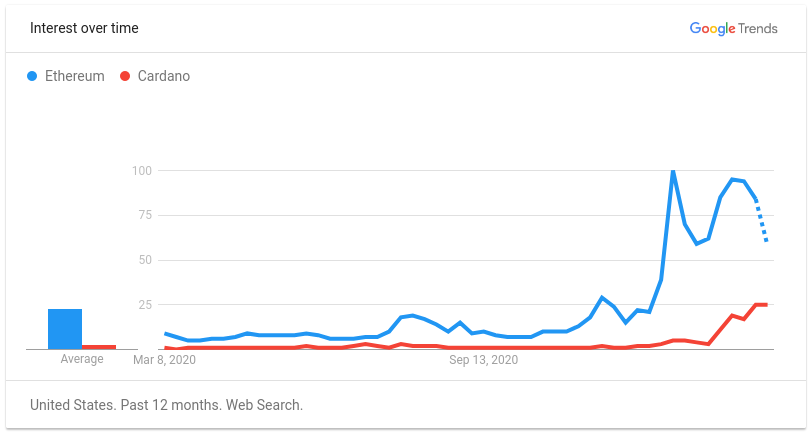 Interest over time
Google Trends
Ethereum Cardano
100
75
50
25
Average
Mar 8, 2020
Sep 13, 2020
United States. Past 12 months. Web Search.